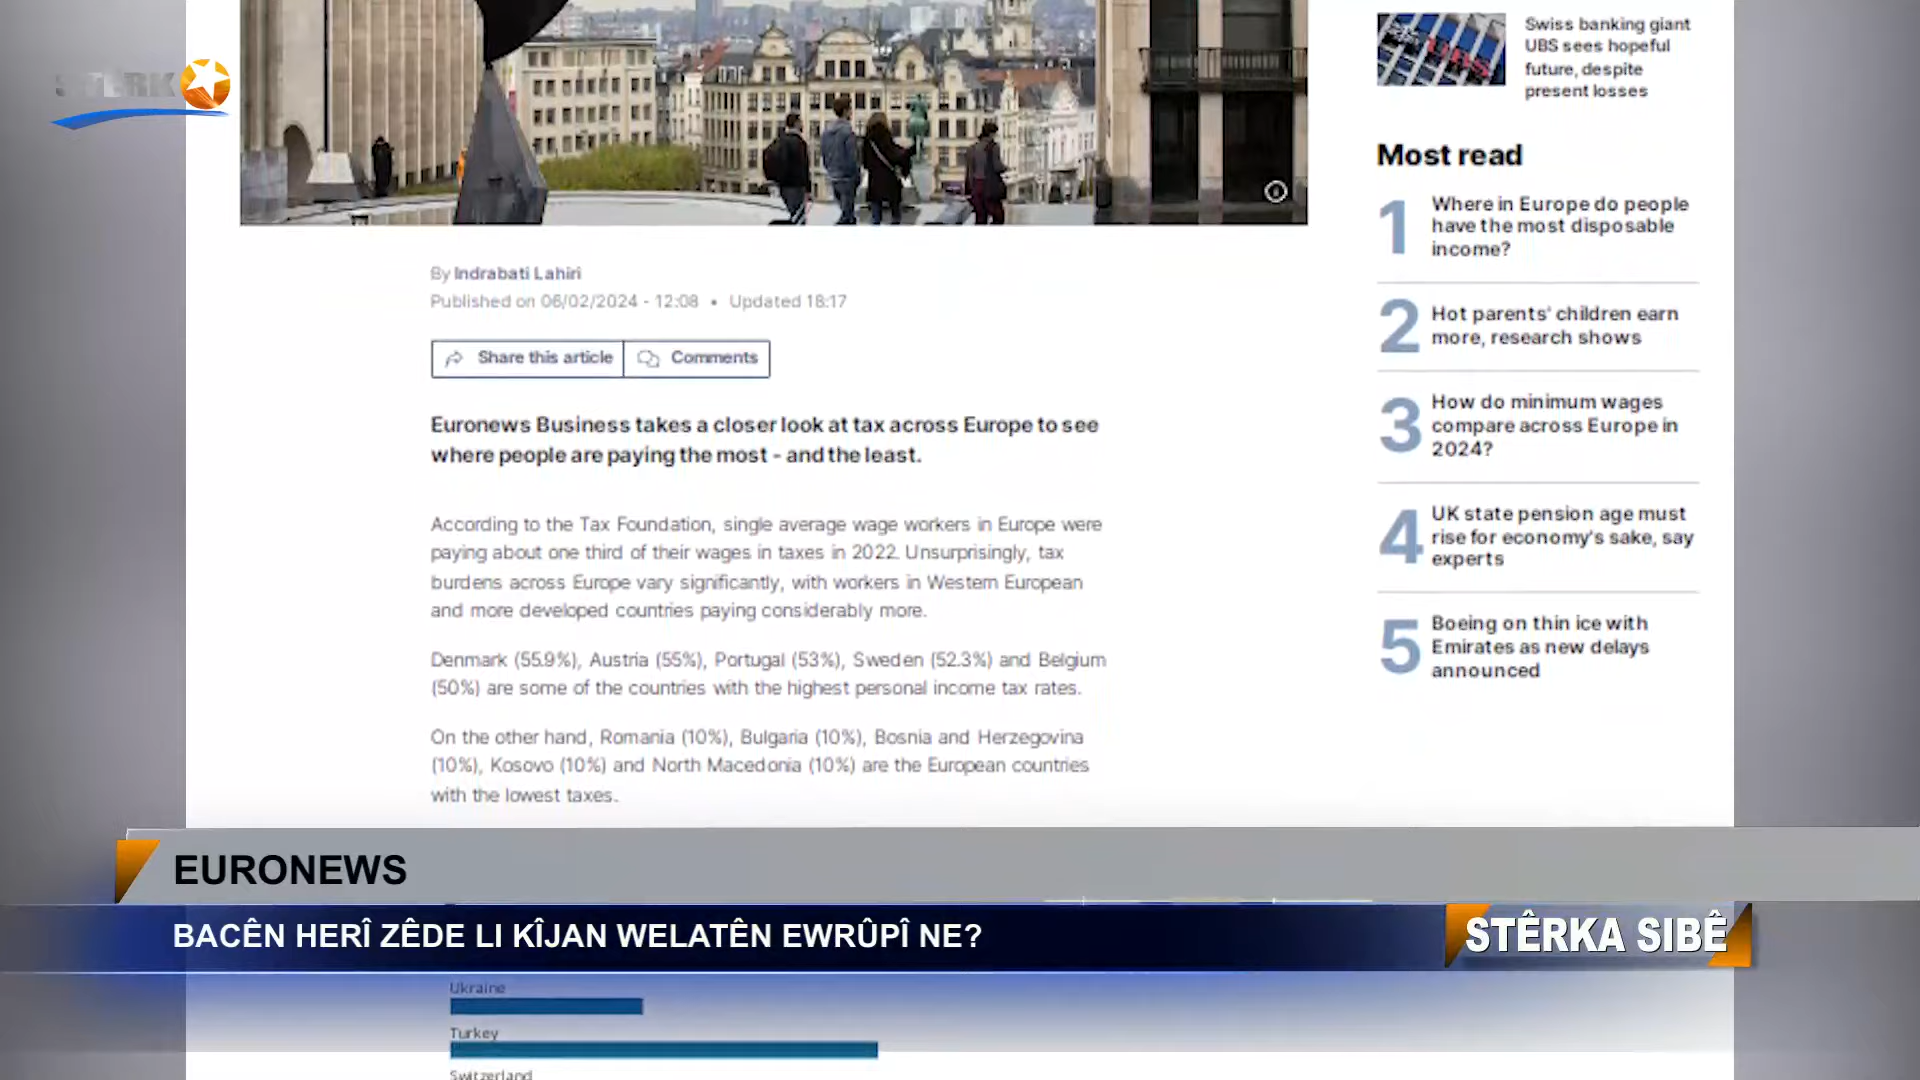 STÊRK
Swiss banking giant
UBS sees hopeful
future, despite
present losses
Most read
1
Where in Europe do people
have the most disposable
income?
2
Hot parents' children earn
more, research shows
3
How do minimum wages
compare across Europe in
2024?
4
UK state pension age must
rise for economy's sake, say
experts
5
Boeing on thin ice with
Emirates as new delays
announced
By Indrabati Lahiri
Published on 06/02/2024 - 12:08 • Updated 18:17
Share this article
Comments
Euronews Business takes a closer look at tax across Europe to see
where people are paying the most - and the least.
According to the Tax Foundation, single average wage workers in Europe were
paying about one third of their wages in taxes in 2022. Unsurprisingly, tax
burdens across Europe vary significantly, with workers in Western European
and more developed countries paying considerably more.
Denmark (55.9%), Austria (55%), Portugal (53%), Sweden (52.3%) and Belgium
(50%) are some of the countries with the highest personal income tax rates.
On the other hand, Romania (10%), Bulgaria (10%), Bosnia and Herzegovina
(10%), Kosovo (10%) and North Macedonia (10%) are the European countries
with the lowest taxes.
EURONEWS
BACÊN HERÎ ZÊDE LI KÎJAN WELATÊN EWRÛPÎ NE?
STÊRKA SIBÊ
Ukraine
Turkey
Switzerland